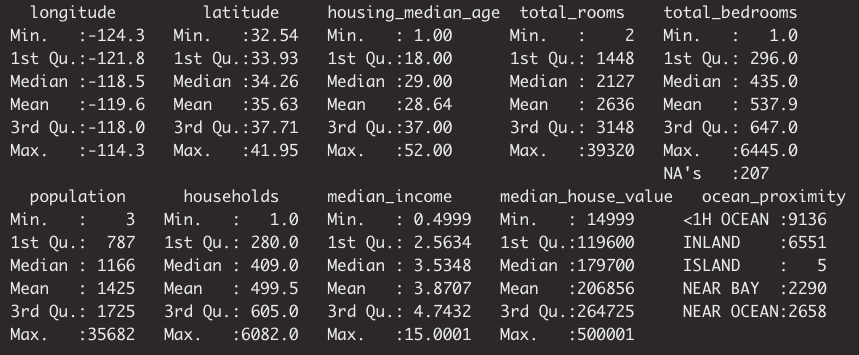 longitude latitude housing_median_age total_rooms total_bedrooms
Min. :-124.3 Min. :32.54 Min. : 1.00 Min. : 2 Min. : 1.0
1st Qu.:-121.8 1st Qu.:33.93 1st Qu.:18.00 1st Qu.: 1448 1st Qu.: 296.0
Median :-118.5 Median :34.26 Median :29.00 Median : 2127 Median : 435.0
Mean :-119.6 Mean :35.63 Mean :28.64 Mean : 2636 Mean : 537.9
3rd Qu.:-118.0 3rd Qu.:37.71 3rd Qu.:37.00 3rd Qu.: 3148 3rd Qu.: 647.0
Max. :-114.3 Max. :41.95 Max. :52.00 Max. :39320 Max. :6445.0
NA's :207
population households median_income median_house_value ocean_proximity
Min. : 3 Min. : 1.0 Min. : 0.4999 Min. : 14999 <1H OCEAN :9136
1st Qu.: 787 1st Qu.: 280.0 1st Qu.: 2.5634 1st Qu.:119600 INLAND :6551
Median : 1166 Median : 409.0 Median : 3.5348 Median :179700 ISLAND : 5
Mean : 1425 Mean : 499.5 Mean : 3.8707 Mean :206856 NEAR BAY :2290
3rd Qu.: 1725 3rd Qu.: 605.0 3rd Qu.: 4.7432 3rd Qu.:264725 NEAR OCEAN:2658
Max. :35682 Max. :6082.0 Max. :15.0001 Max. :500001